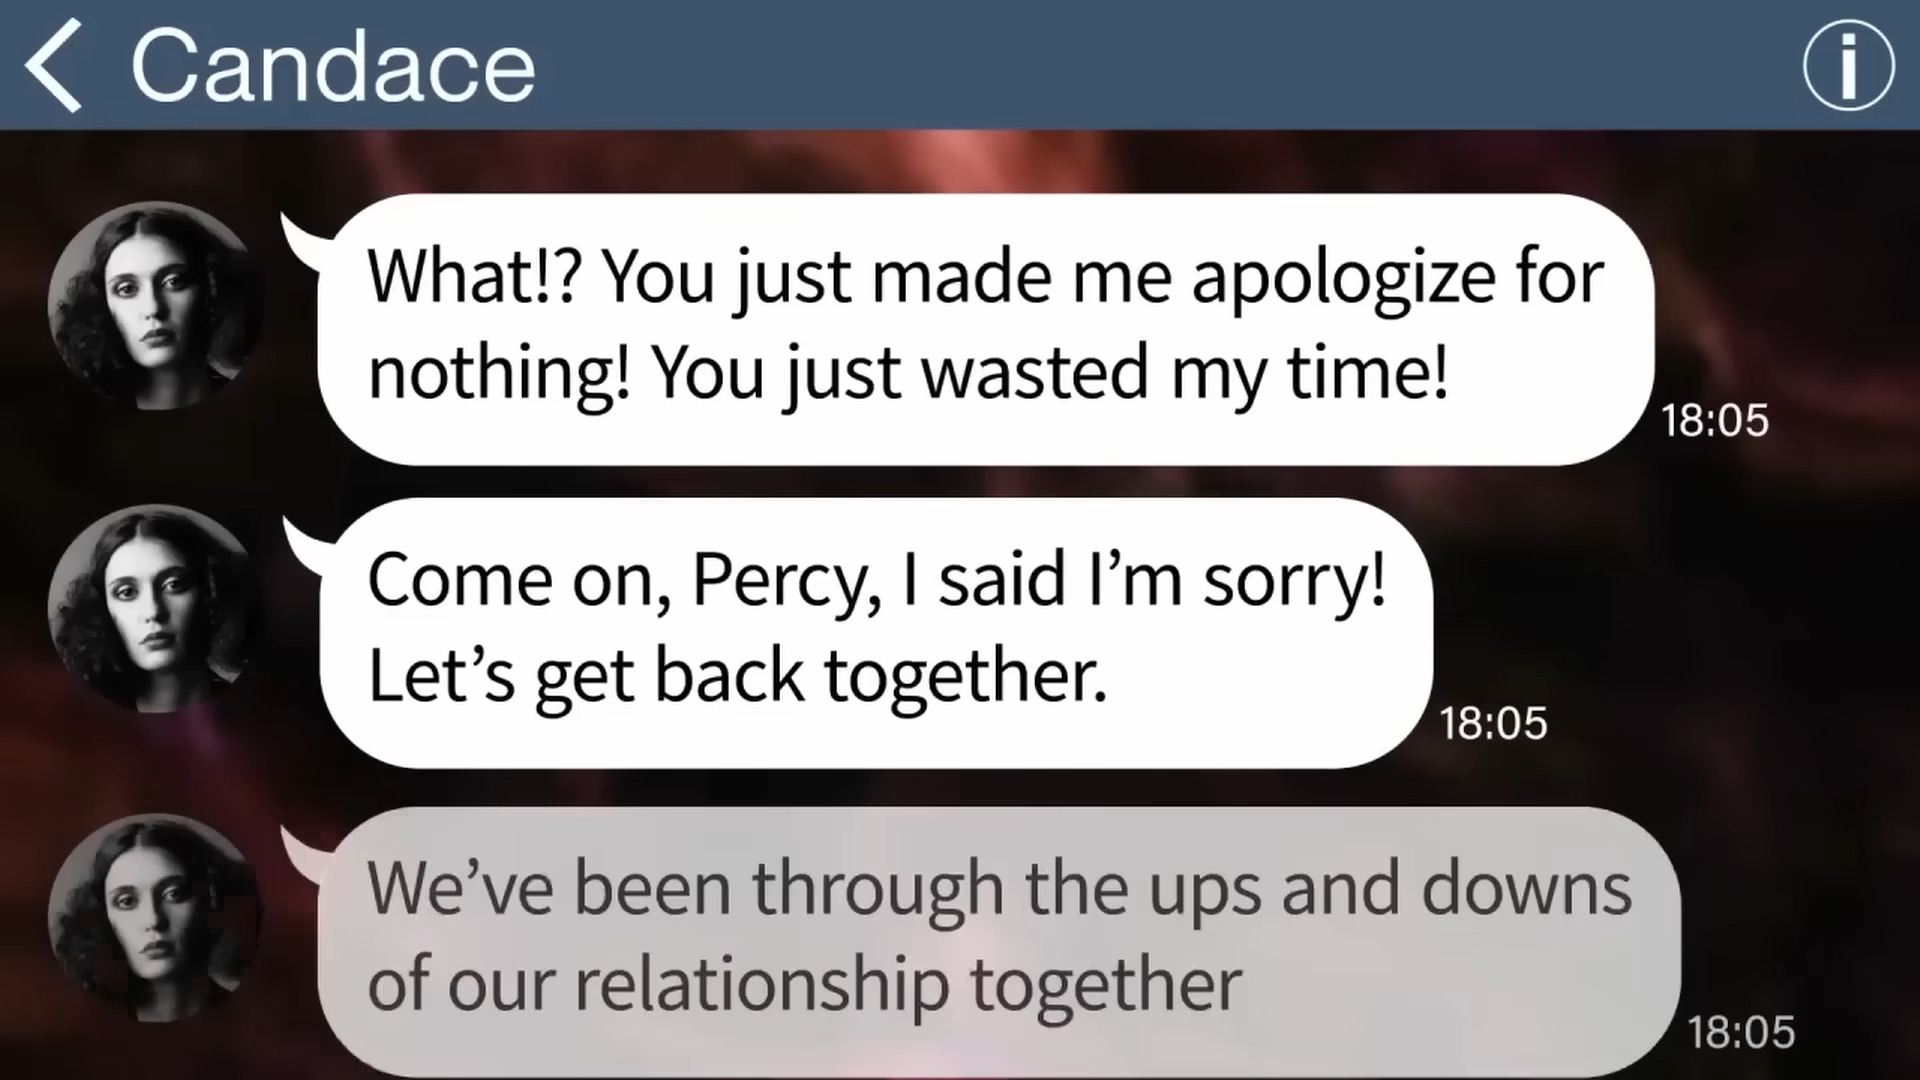 Candace
What!? You just made me apologize for
nothing! You just wasted my time!
18:05
Come on, Percy, I said I’m sorry!
Let’s get back together.
18:05
We’ve been through the ups and downs
of our relationship together
18:05